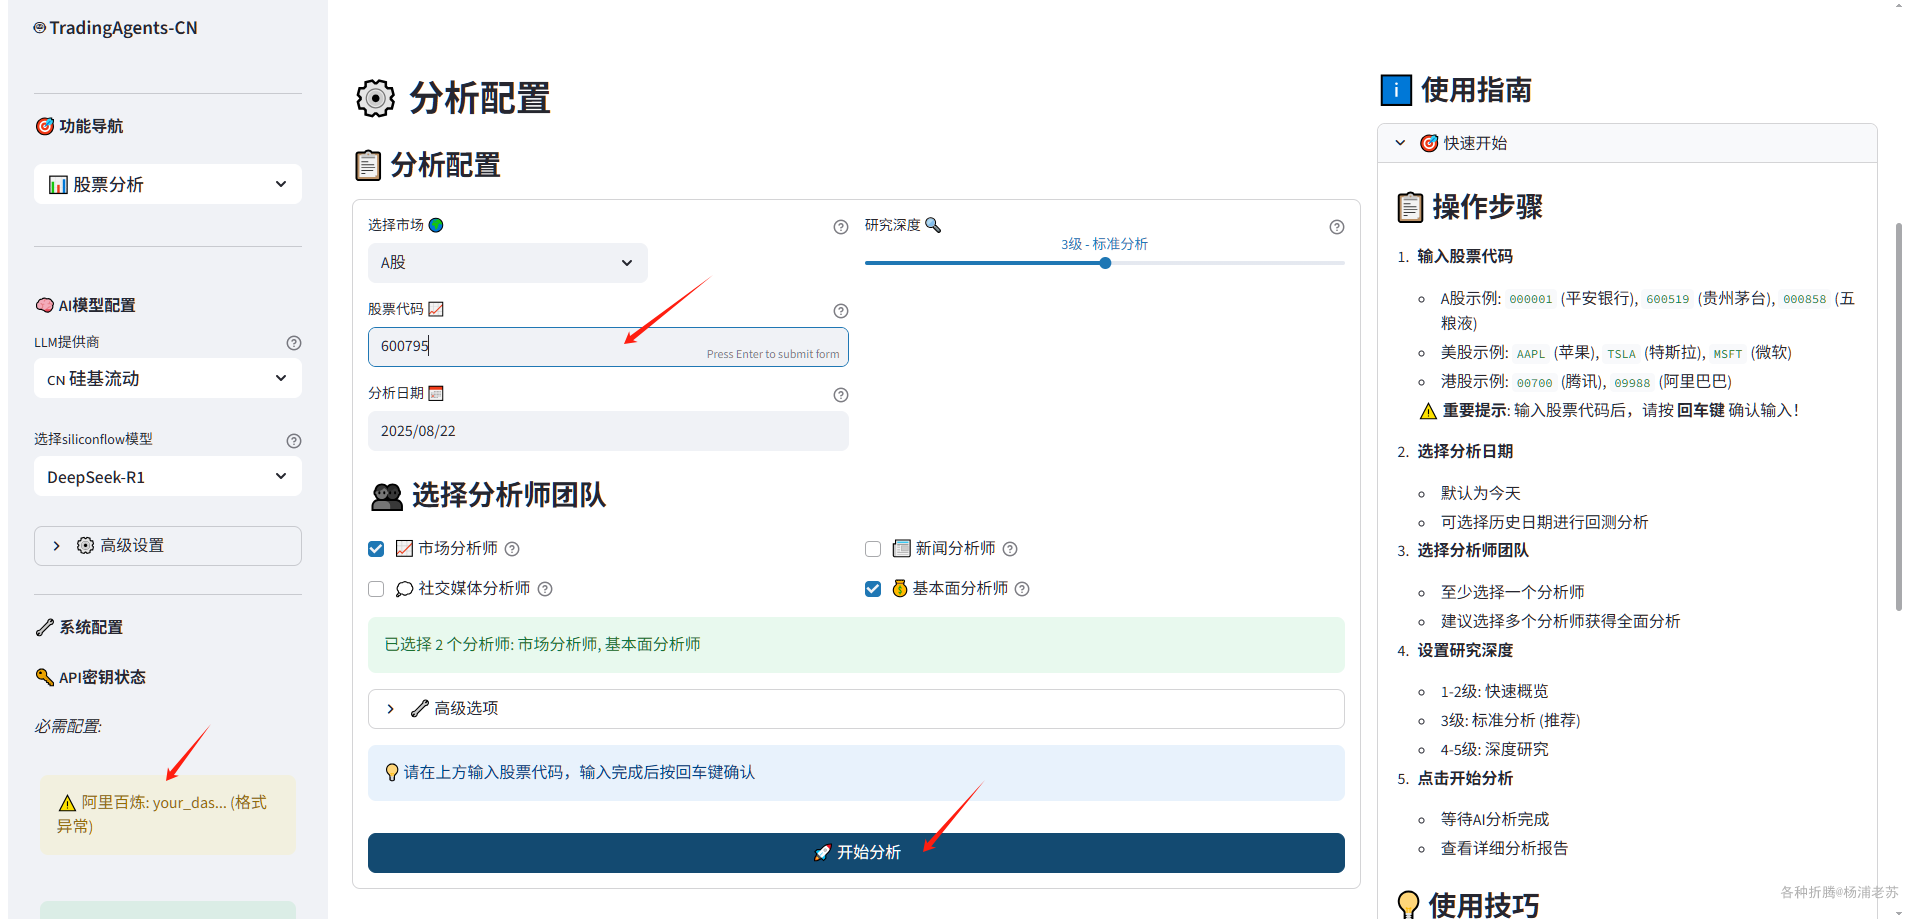 TradingAgents-CN
功能导航
股票分析
AI模型配置
LLM提供商
CN 硅基流动
选择siliconflow模型
DeepSeek-R1
高级设置
系统配置
API密钥状态
必需配置:
阿里百炼: your_das... (格式
异常)
分析配置
分析配置
选择市场
A股
研究深度
3级 - 标准分析
股票代码
600795
Press Enter to submit form
分析日期
2025/08/22
选择分析师团队
市场分析师
新闻分析师
社交媒体分析师
基本面分析师
已选择 2 个分析师: 市场分析师, 基本面分析师
高级选项
请在上方输入股票代码，输入完成后按回车键确认
开始分析
使用指南
快速开始
操作步骤
1. 输入股票代码
A股示例: 000001 (平安银行), 600519 (贵州茅台), 000858 (五
粮液)
美股示例: AAPL (苹果), TSLA (特斯拉), MSFT (微软)
港股示例: 00700 (腾讯), 09988 (阿里巴巴)
重要提示: 输入股票代码后，请按 回车键 确认输入！
2. 选择分析日期
默认为今天
可选择历史日期进行回测分析
3. 选择分析师团队
至少选择一个分析师
建议选择多个分析师获得全面分析
4. 设置研究深度
1-2级: 快速概览
3级: 标准分析 (推荐)
4-5级: 深度研究
5. 点击开始分析
等待AI分析完成
查看详细分析报告
使用技巧
各种折腾@杨浦老苏